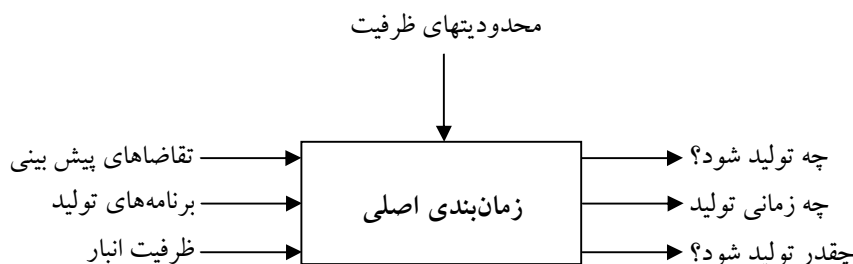 محدودیتهای ظرفیت
تقاضاهای پیش بینی
چه تولید شود؟
برنامه‌های تولید
زمان‌بندی اصلی
چه زمانی تولید
ظرفیت انبار
چقدر تولید شود؟